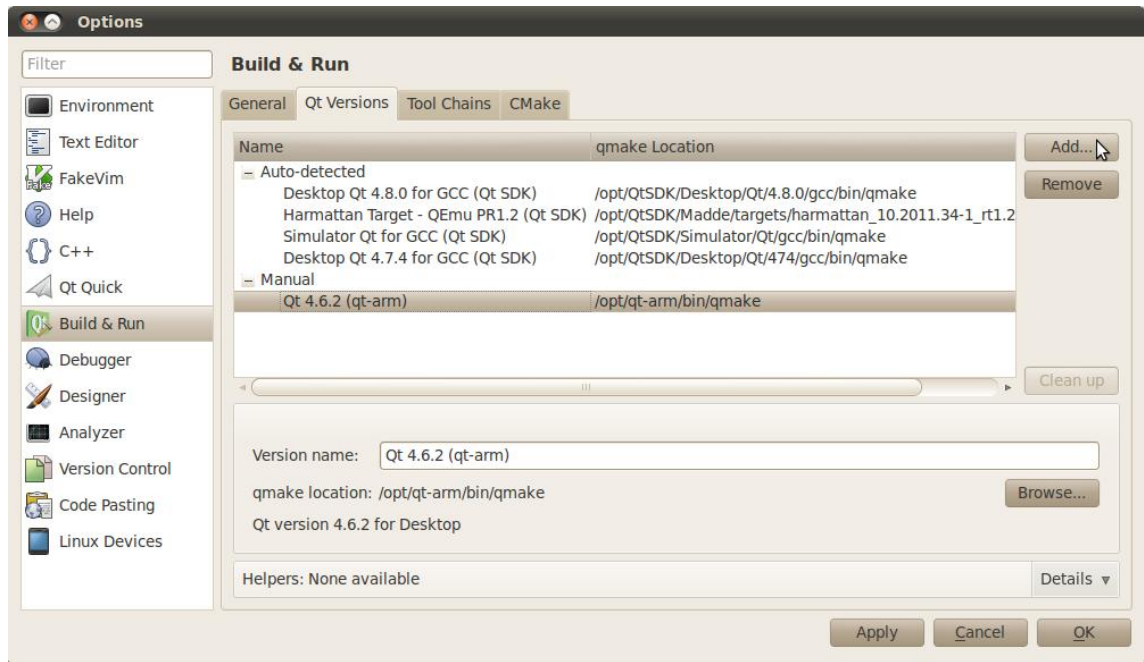 Options
Filter
Environment
Text Editor
FakeVim
Help
C++
Qt Quick
Build & Run
Debugger
Designer
Analyzer
Version Control
Code Pasting
Linux Devices
Build & Run
General Qt Versions Tool Chains CMake
Name qmake Location
Auto-detected
Desktop Qt 4.8.0 for GCC (Qt SDK) /opt/QtSDK/Desktop/Qt/4.8.0/gcc/bin/qmake
Harmattan Target - QEmu PR1.2 (Qt SDK) /opt/QtSDK/Madde/targets/harmattan_10.2011.34-1_rt1.2
Simulator Qt for GCC (Qt SDK) /opt/QtSDK/Simulator/Qt/gcc/bin/qmake
Desktop Qt 4.7.4 for GCC (Qt SDK) /opt/QtSDK/Desktop/Qt/474/gcc/bin/qmake
Manual
Qt 4.6.2 (qt-arm) /opt/qt-arm/bin/qmake
Add...
Remove
Clean up
Version name: Qt 4.6.2 (qt-arm)
qmake location: /opt/qt-arm/bin/qmake
Browse...
Qt version 4.6.2 for Desktop
Helpers: None available
Details
Apply Cancel OK